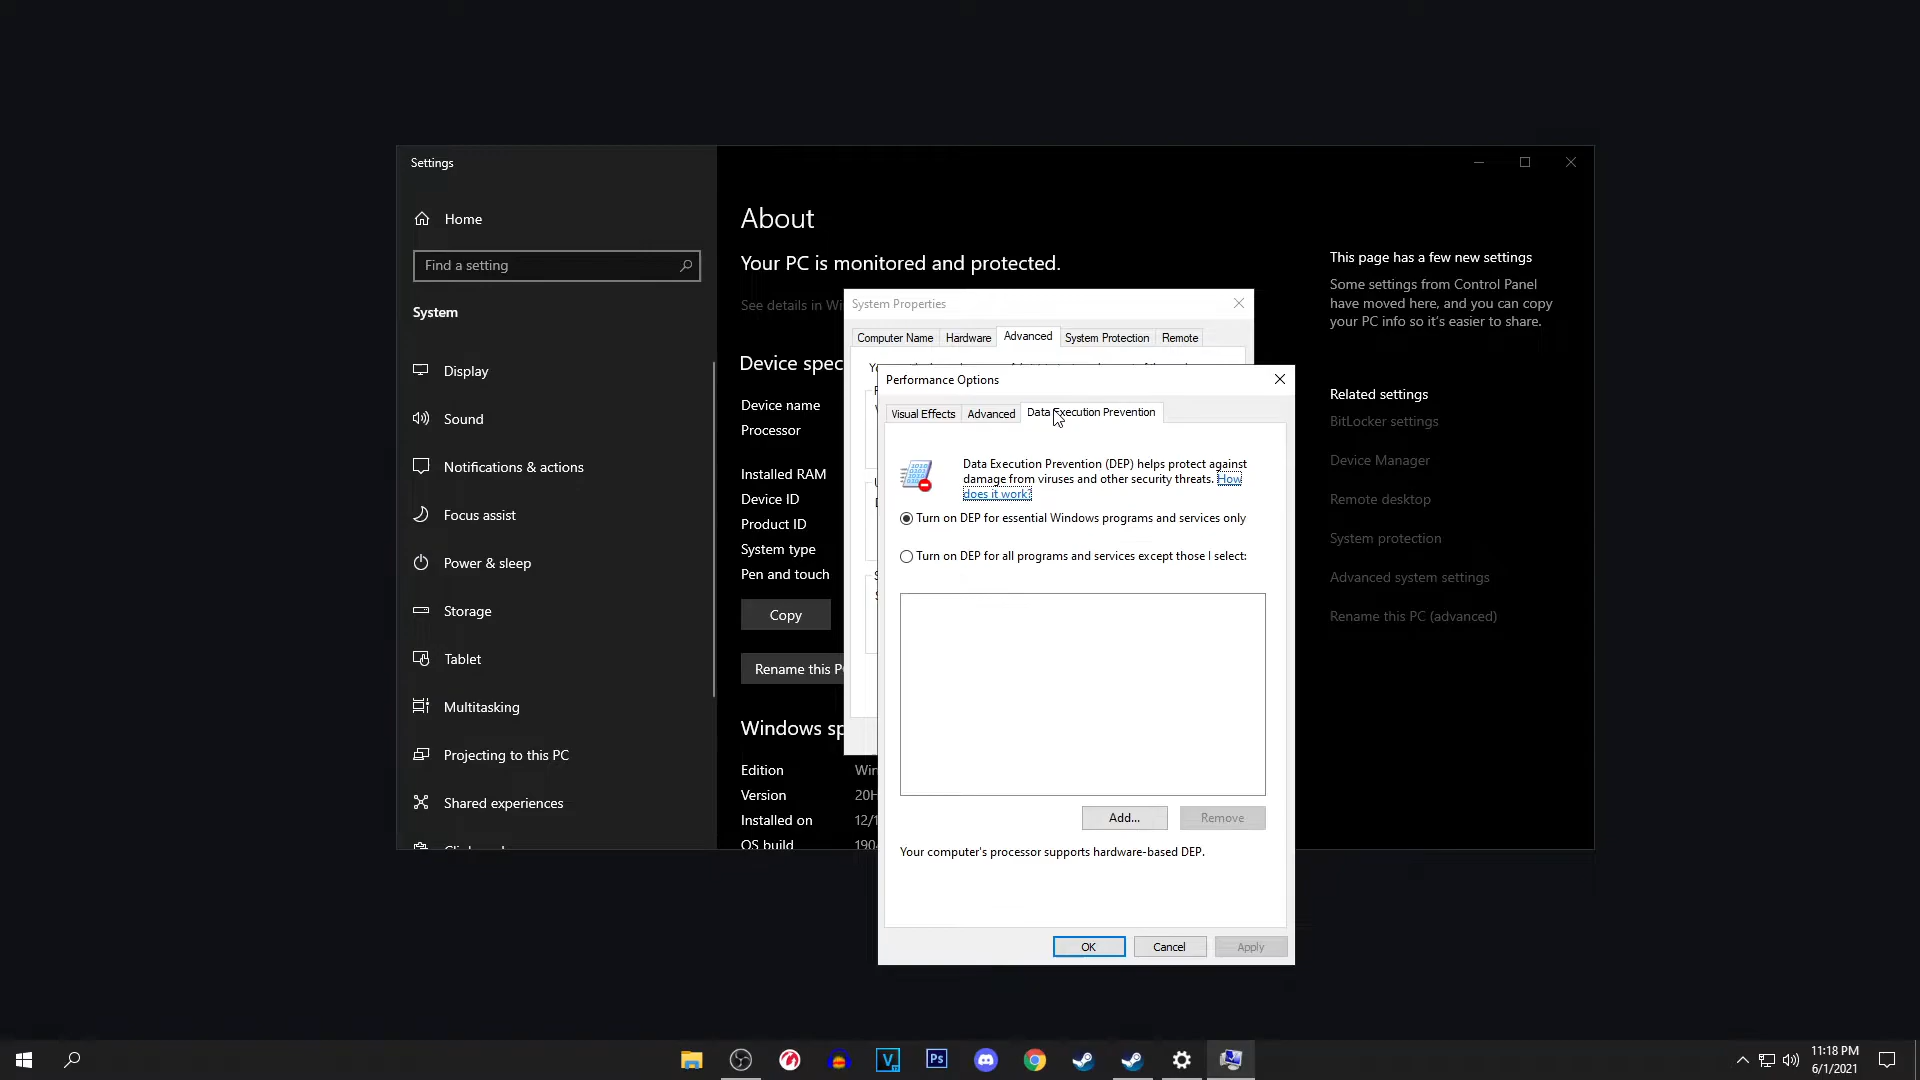 Settings
Home
Find a setting
System
Display
Sound
Notifications & actions
Focus assist
Power & sleep
Storage
Tablet
Multitasking
Projecting to this PC
Shared experiences
About
Your PC is monitored and protected.
See details in Wi
Device spec
Device name
Processor
Installed RAM
Device ID
Product ID
System type
Pen and touch
Copy
Rename this P
Windows sp
Edition Win
Version 20H
Installed on 12/1
OS build 190
System Properties
Computer Name Hardware Advanced System Protection Remote
Performance Options
Visual Effects Advanced Data Execution Prevention
Data Execution Prevention (DEP) helps protect against
damage from viruses and other security threats. How
does it work?
Turn on DEP for essential Windows programs and services only
Turn on DEP for all programs and services except those I select:
Add... Remove
Your computer's processor supports hardware-based DEP.
OK Cancel Apply
This page has a few new settings
Some settings from Control Panel
have moved here, and you can copy
your PC info so it's easier to share.
Related settings
BitLocker settings
Device Manager
Remote desktop
System protection
Advanced system settings
Rename this PC (advanced)
Ps
11:18 PM
6/1/2021